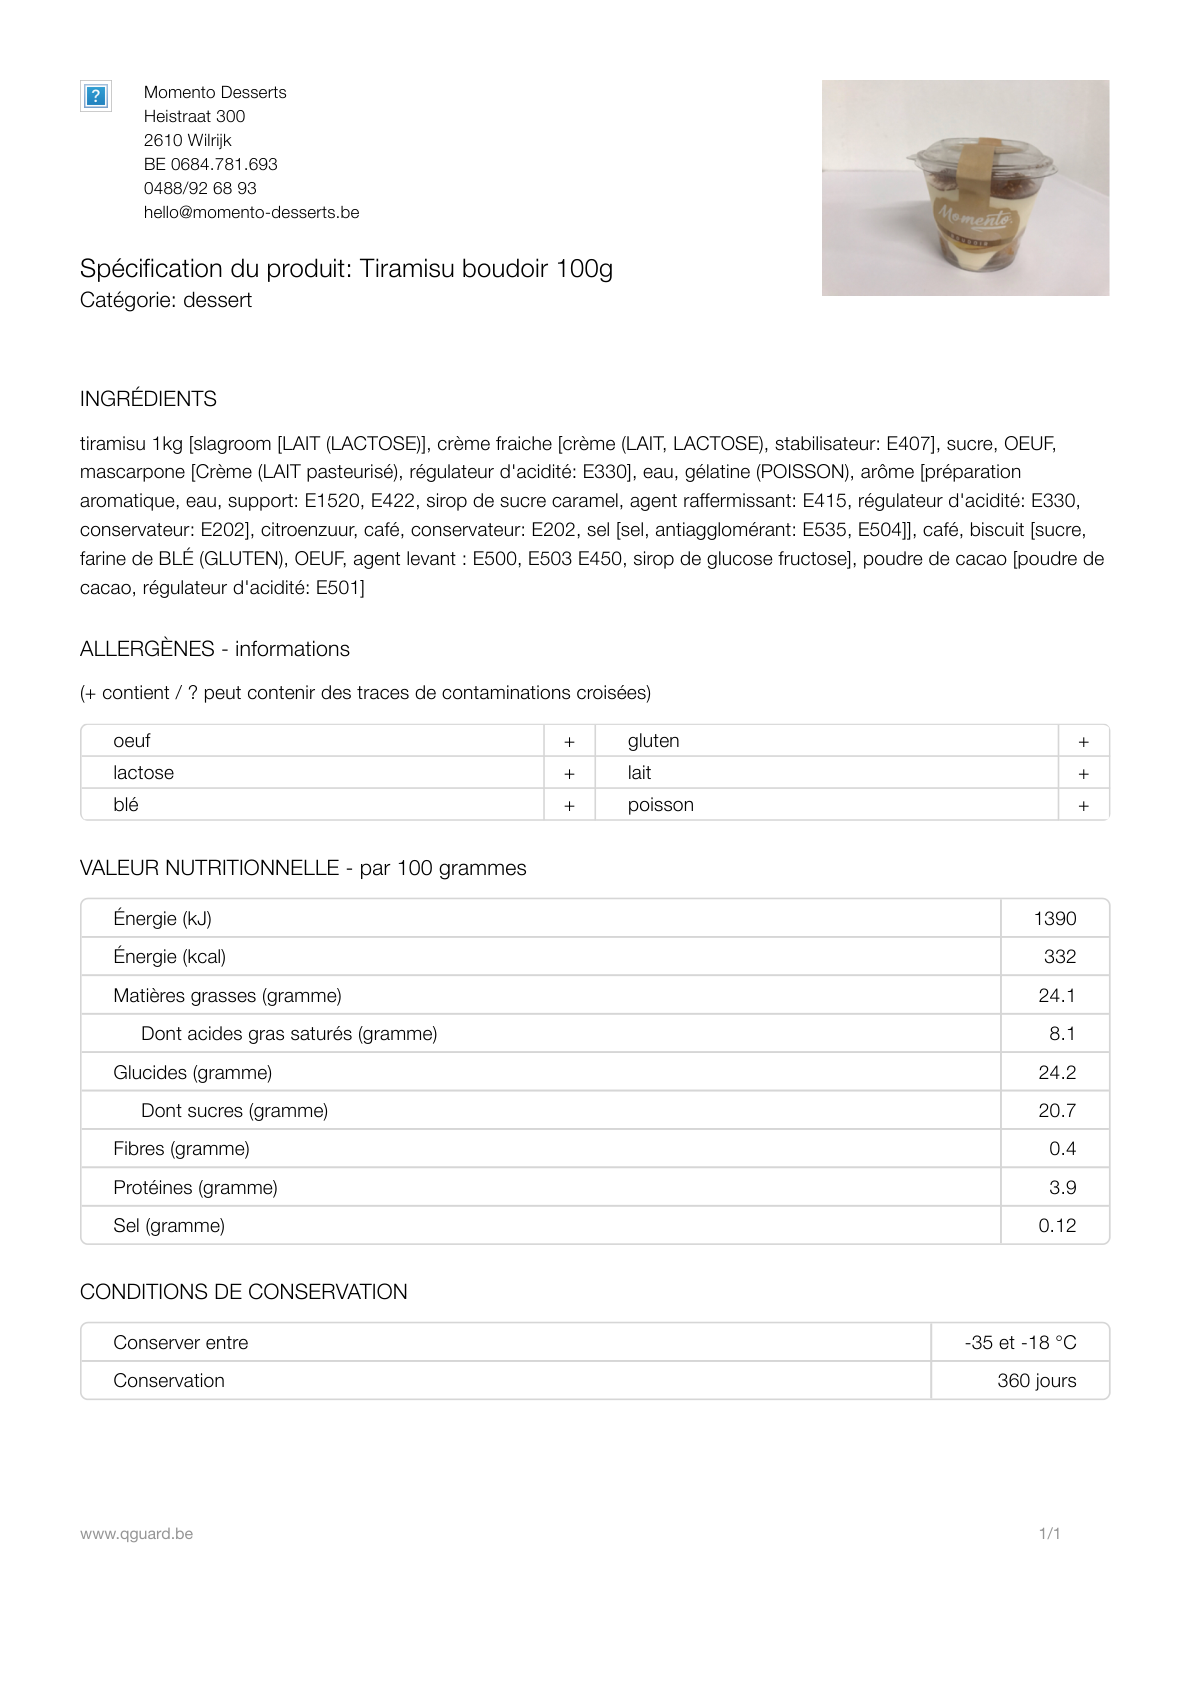 ?
Momento Desserts
Heistraat 300
2610 Wilrijk
BE 0684.781.693
0488/92 68 93
hello@momento-desserts.be
Momento
Spécification du produit: Tiramisu boudoir 100g
Catégorie: dessert
INGRÉDIENTS
tiramisu 1kg [slagroom [LAIT (LACTOSE)], crème fraiche [crème (LAIT, LACTOSE), stabilisateur: E407], sucre, OEUF,
mascarpone [Crème (LAIT pasteurisé), régulateur d'acidité: E330], eau, gélatine (POISSON), arôme [préparation
aromatique, eau, support: E1520, E422, sirop de sucre caramel, agent raffermissant: E415, régulateur d'acidité: E330,
conservateur: E202], citroenzuur, café, conservateur: E202, sel [sel, antiagglomérant: E535, E504]], café, biscuit [sucre,
farine de BLÉ (GLUTEN), OEUF, agent levant : E500, E503 E450, sirop de glucose fructose], poudre de cacao [poudre de
cacao, régulateur d'acidité: E501]
ALLERGÈNES - informations
(+ contient / ? peut contenir des traces de contaminations croisées)
oeuf + gluten +
lactose + lait +
blé + poisson +
VALEUR NUTRITIONNELLE - par 100 grammes
Énergie (kJ) 1390
Énergie (kcal) 332
Matières grasses (gramme) 24.1
Dont acides gras saturés (gramme) 8.1
Glucides (gramme) 24.2
Dont sucres (gramme) 20.7
Fibres (gramme) 0.4
Protéines (gramme) 3.9
Sel (gramme) 0.12
CONDITIONS DE CONSERVATION
Conserver entre -35 et -18 °C
Conservation 360 jours
www.qguard.be 1/1